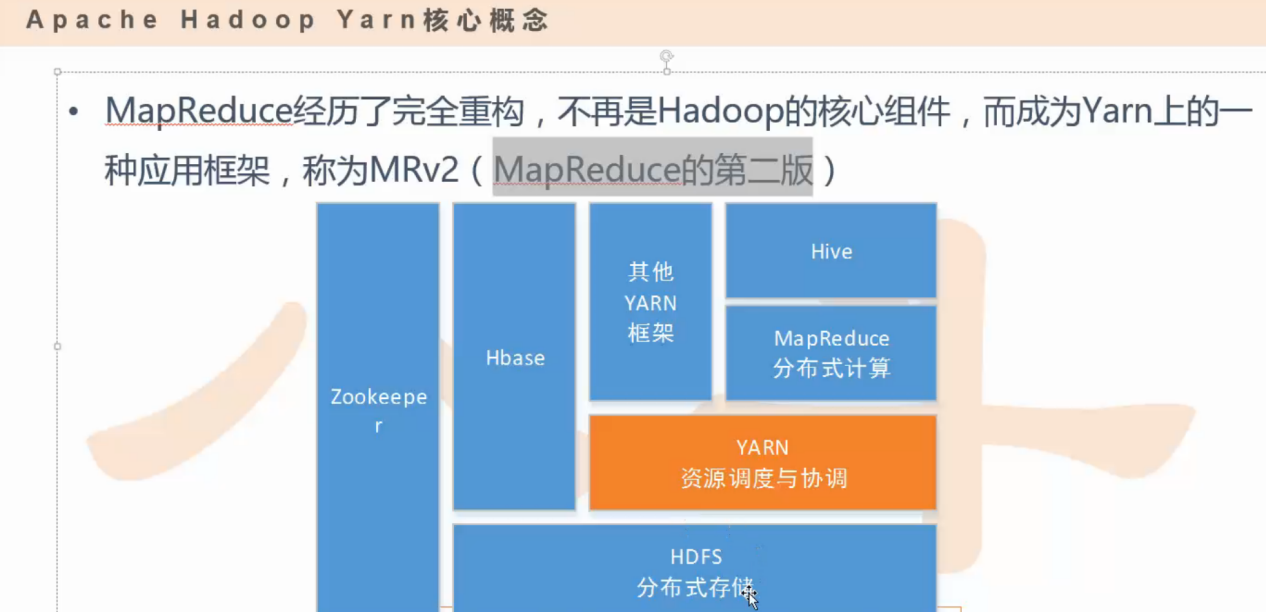 Apache Hadoop Yarn核心概念
• MapReduce经历了完全重构，不再是Hadoop的核心组件，而成为Yarn上的一
种应用框架，称为MRv2（MapReduce的第二版）
Zookeepe
r
Hbase
其他
YARN
框架
Hive
MapReduce
分布式计算
YARN
资源调度与协调
HDFS
分布式存储